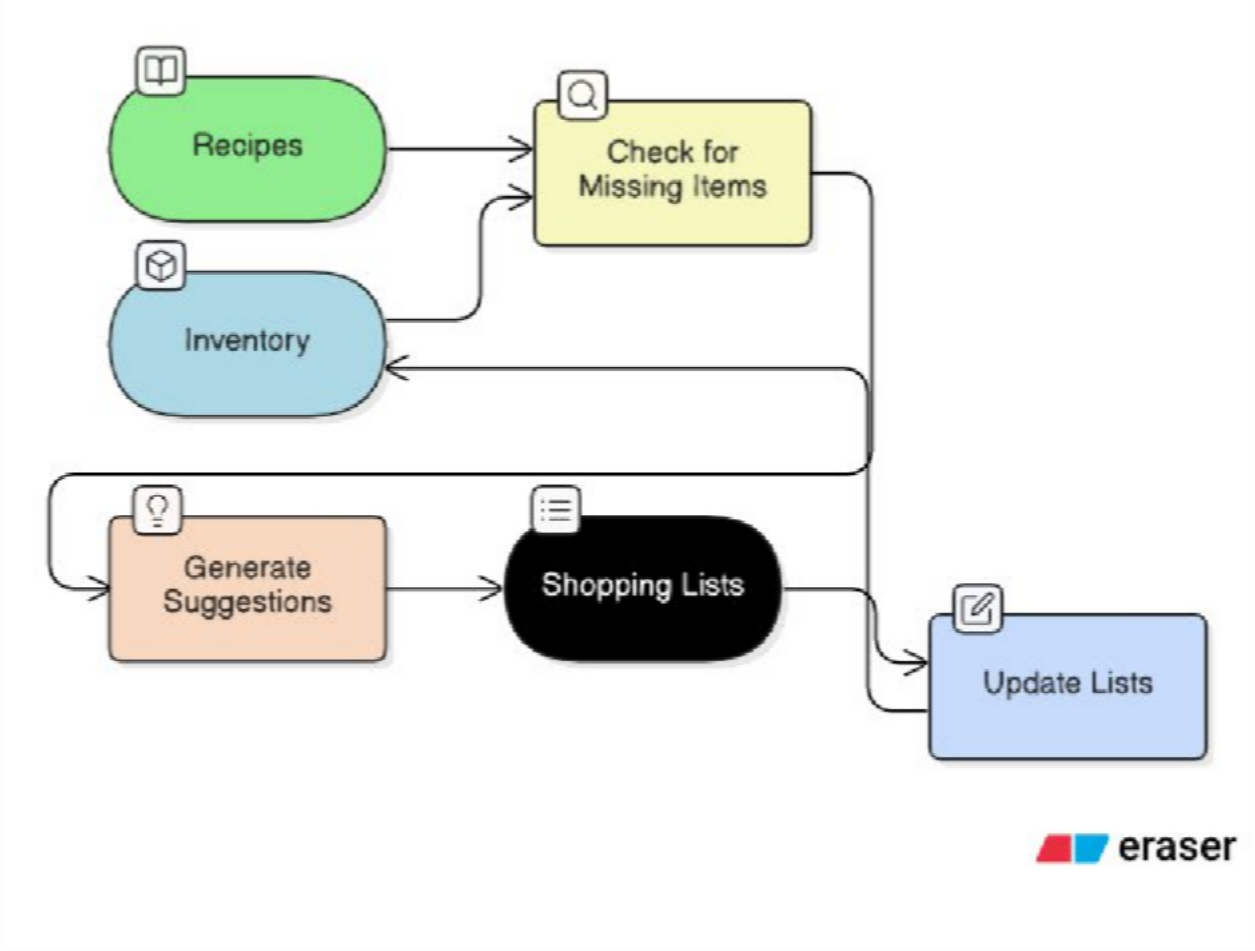 Recipes
Check for
Missing Items
Inventory
Generate
Suggestions
Shopping Lists
Update Lists
eraser